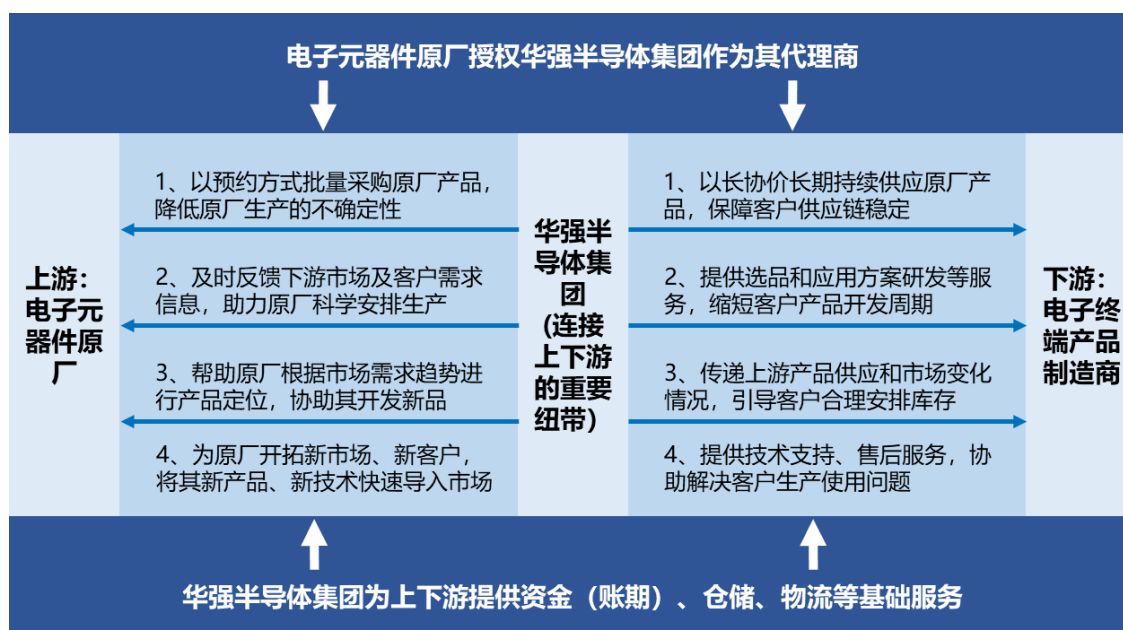 电子元器件原厂授权华强半导体集团作为其代理商
上游：
电子元
器件原
厂
1、以预约方式批量采购原厂产品，
降低原厂生产的不确定性
2、及时反馈下游市场及客户需求
信息，助力原厂科学安排生产
3、帮助原厂根据市场需求趋势进
行产品定位，协助其开发新品
4、为原厂开拓新市场、新客户，
将其新产品、新技术快速导入市场
华强半
导体集
团
(连接
上下游
的重要
纽带）
1、以长协价长期持续供应原厂产
品，保障客户供应链稳定
2、提供选品和应用方案研发等服
务，缩短客户产品开发周期
3、传递上游产品供应和市场变化
情况，引导客户合理安排库存
4、提供技术支持、售后服务，协
助解决客户生产使用问题
下游：
电子终
端产品
制造商
华强半导体集团为上下游提供资金（账期）、仓储、物流等基础服务